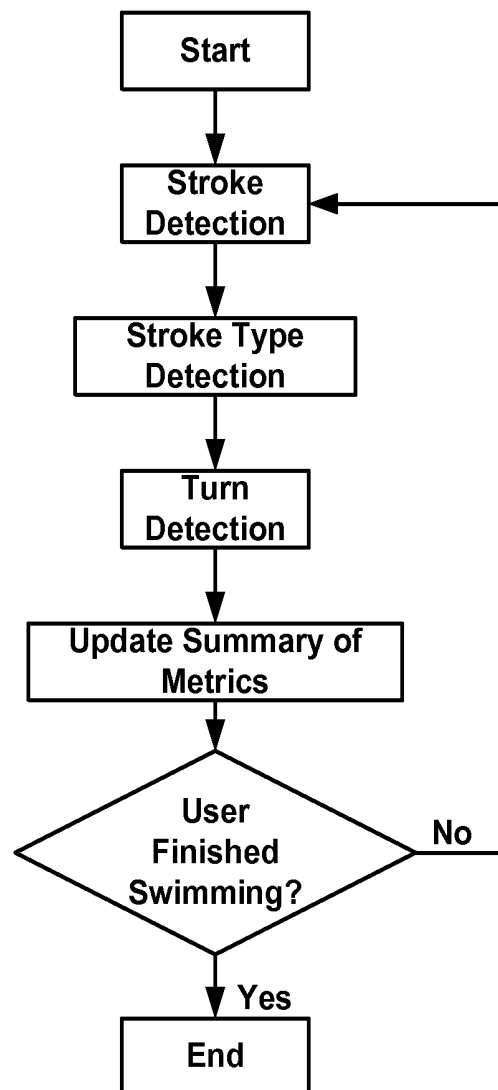 Start
Stroke
Detection
Stroke Type
Detection
Turn
Detection
Update Summary of
Metrics
User
Finished
Swimming?
No
Yes
End